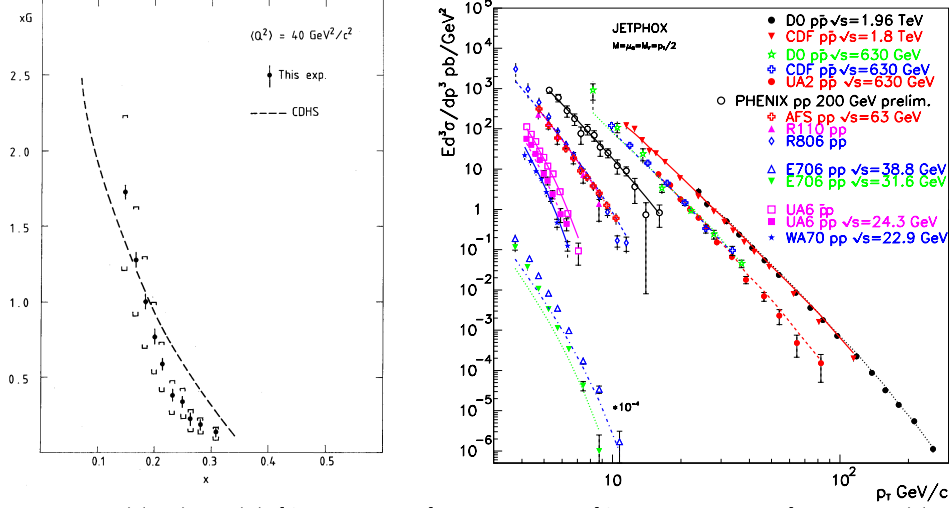 xG
⟨Q²⟩ = 40 GeV²/c²
This exp.
CDHS
2.5
2.0
1.5
1.0
0.5
0.1
0.2
0.3
0.4
0.5
x
Ed³σ/dp³ pb/GeV²
JETPHOX
D0 pp̄ √s=1.96 TeV
CDF pp̄ √s=1.8 TeV
D0 pp̄ √s=630 GeV
CDF pp̄ √s=630 GeV
UA2 pp̄ √s=630 GeV
PHENIX pp 200 GeV prelim.
AFS pp √s=63 GeV
R110 pp
R806 pp
E706 pp √s=38.8 GeV
E706 pp √s=31.6 GeV
UA6 p̄p
UA6 pp √s=24.3 GeV
WA70 pp √s=22.9 GeV
10⁵
10⁴
10³
10²
10
1
10⁻¹
10⁻²
10⁻³
10⁻⁴
10⁻⁵
10⁻⁶
*10⁻⁴
10
10²
p_T GeV/c